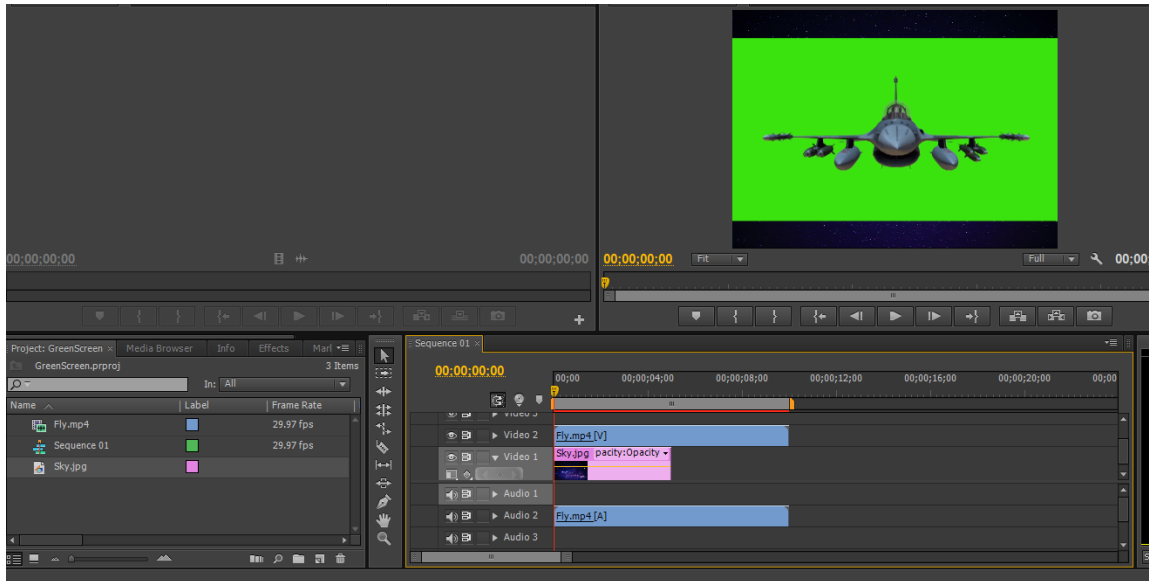 00;00;00;00
00;00;00;00
00;00;00;00
Fit
Full
00;00
Project: GreenScreen ×
Media Browser
Info
Effects
Marl
GreenScreen.prproj
3 Items
In: All
Name
Label
Frame Rate
Fly.mp4
29.97 fps
Sequence 01
29.97 fps
Sky.jpg
Sequence 01 ×
00;00;00;00
00;00
00;00;04;00
00;00;08;00
00;00;12;00
00;00;16;00
00;00;20;00
00;00
Video 3
Video 2
Fly.mp4 [V]
Video 1
Sky.jpg
pacity:Opacity
Audio 1
Audio 2
Fly.mp4 [A]
Audio 3
S